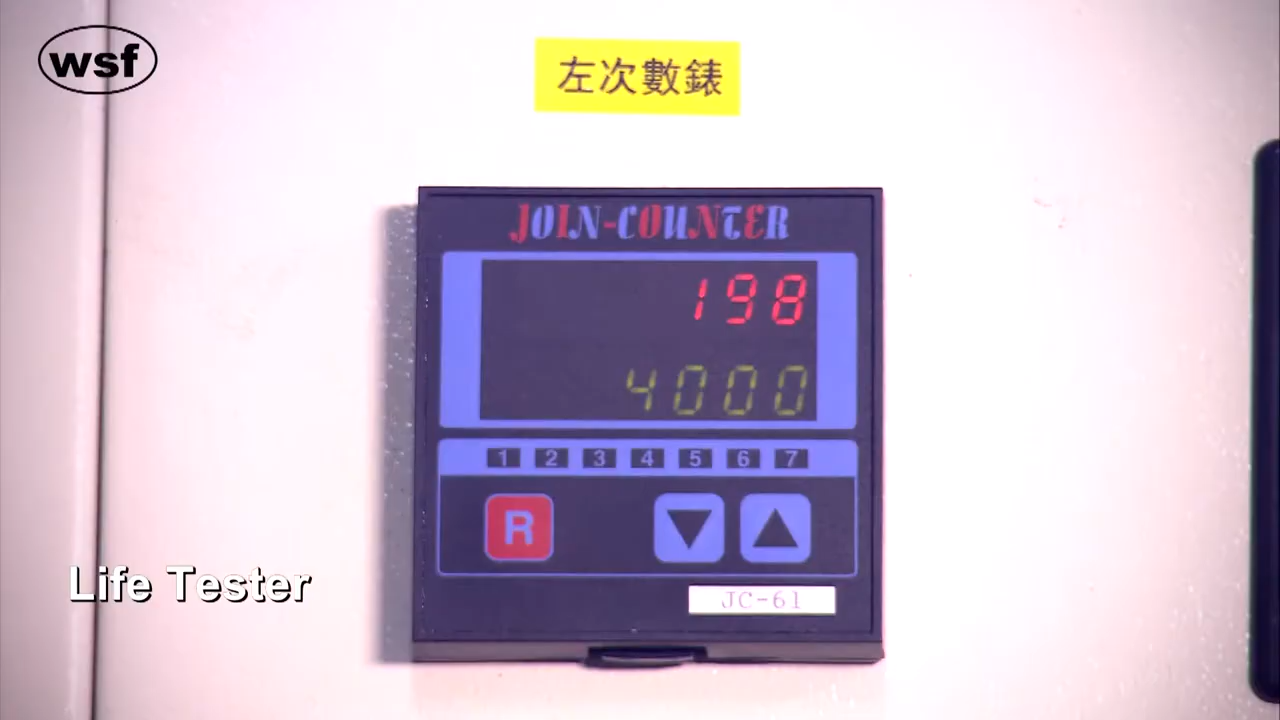 wsf
左次數錶
JOIN-COUNTER
198
4000
1 2 3 4 5 6 7
R
Life Tester
JC-61